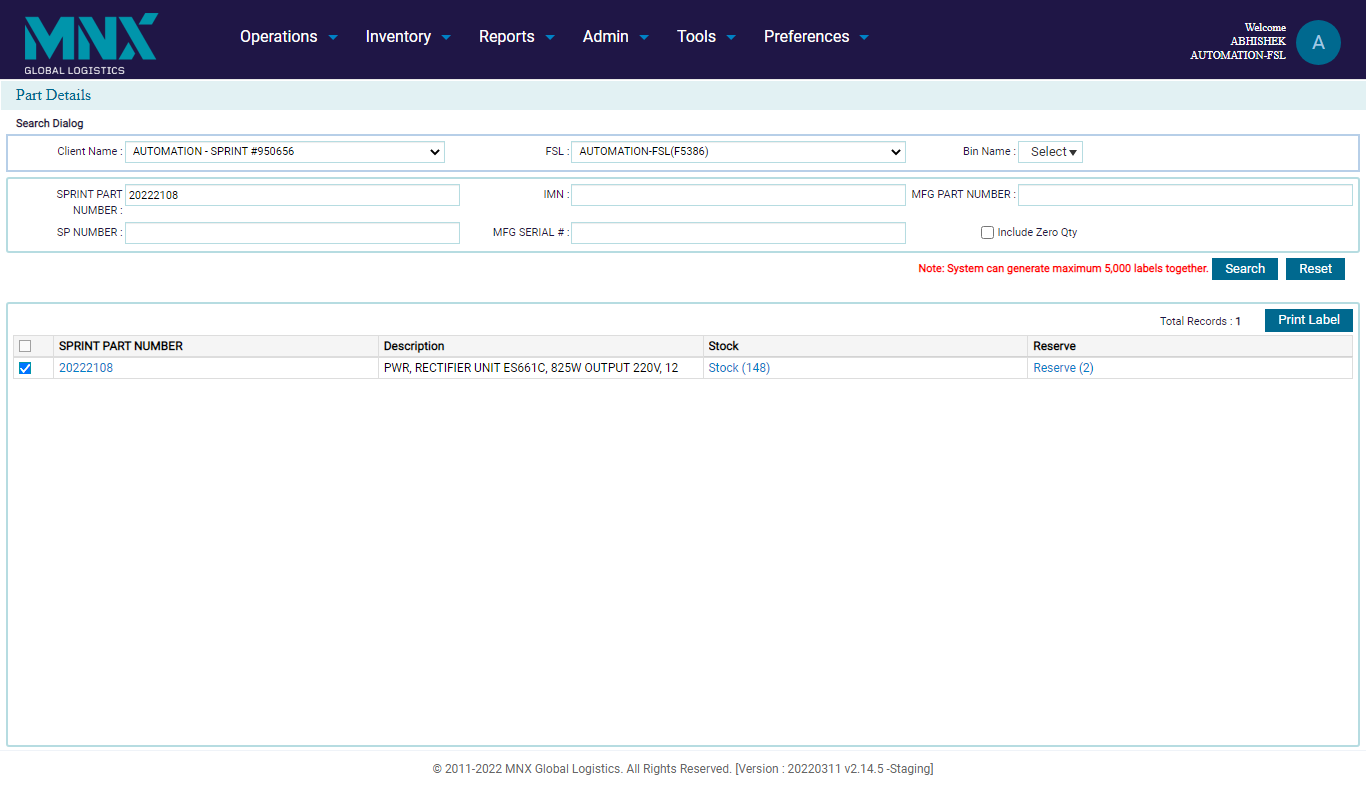 MNX
GLOBAL LOGISTICS
Operations Inventory Reports Admin Tools Preferences
Welcome
ABHISHEK
AUTOMATION-FSL
A
Part Details
Search Dialog
Client Name : AUTOMATION - SPRINT #950656 FSL : AUTOMATION-FSL(F5386) Bin Name : Select
SPRINT PART NUMBER : 20222108 IMN : MFG PART NUMBER :
SP NUMBER : MFG SERIAL # : Include Zero Qty
Note: System can generate maximum 5,000 labels together. Search Reset
Total Records : 1 Print Label
SPRINT PART NUMBER Description Stock Reserve
20222108 PWR, RECTIFIER UNIT ES661C, 825W OUTPUT 220V, 12 Stock (148) Reserve (2)
© 2011-2022 MNX Global Logistics. All Rights Reserved. [Version : 20220311 v2.14.5 -Staging]